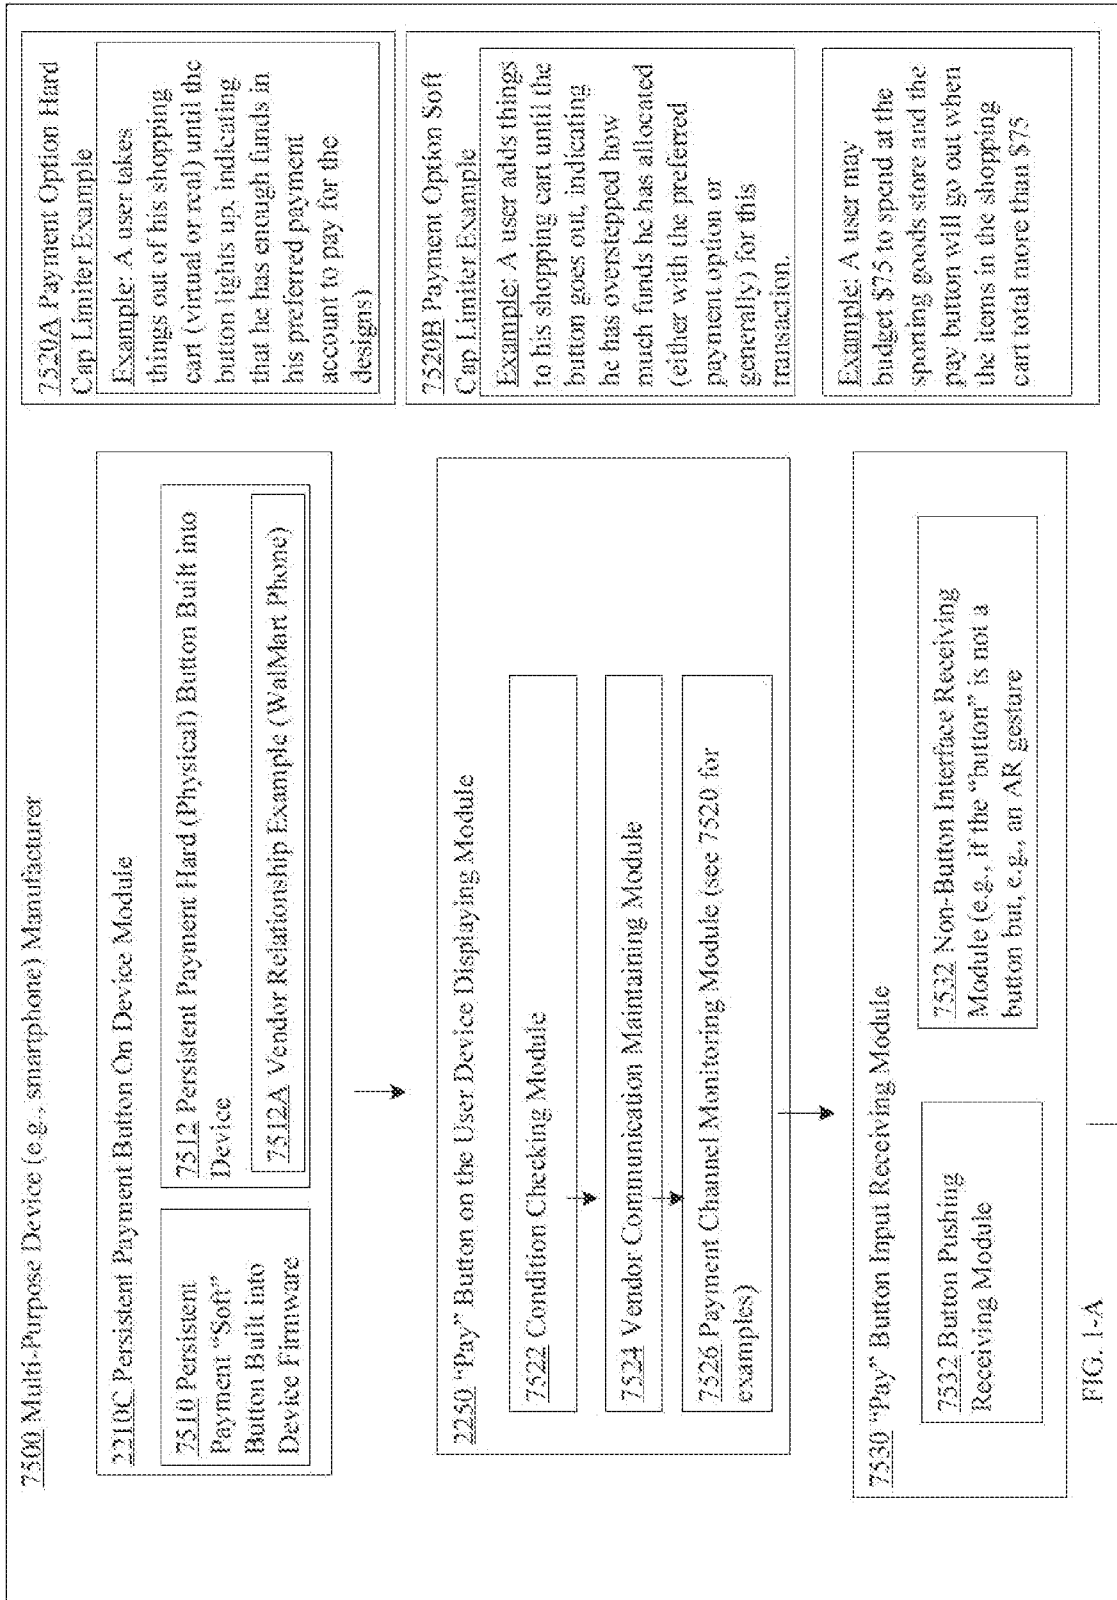 7500 Multi-Purpose Device (e.g., smartphone) Manufacturer
2210C Persistent Payment Button On Device Module
7510 Persistent
Payment “Soft”
Button Built into
Device Firmware
7512 Persistent Payment Hard (Physical) Button Built into
Device
7512A Vendor Relationship Example (WalMart Phone)
2250 “Pay” Button on the User Device Displaying Module
7522 Condition Checking Module
7524 Vendor Communication Maintaining Module
7526 Payment Channel Monitoring Module (see 7520 for
examples)
7530 “Pay” Button Input Receiving Module
7532 Button Pushing
Receiving Module
7532 Non-Button Interface Receiving
Module (e.g., if the “button” is not a
button but, e.g., an AR gesture
7520A Payment Option Hard
Cap Limiter Example
Example: A user takes
things out of his shopping
cart (virtual or real) until the
button lights up, indicating
that he has enough funds in
his preferred payment
account to pay for the
designs)
7520B Payment Option Soft
Cap Limiter Example
Example: A user adds things
to his shopping cart until the
button goes out, indicating
he has overstepped how
much funds he has allocated
(either with the preferred
payment option or
generally) for this
transaction.
Example: A user may
budget $75 to spend at the
sporting goods store and the
pay button will go out when
the items in the shopping
cart total more than $75
FIG. 1-A